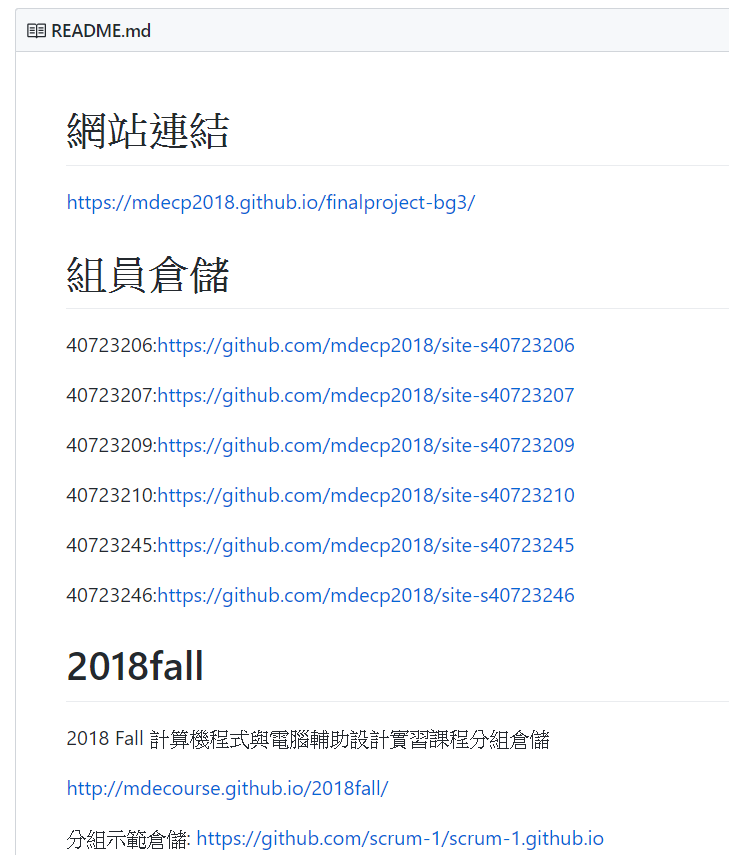 README.md
網站連結
https://mdecp2018.github.io/finalproject-bg3/
組員倉儲
40723206:https://github.com/mdecp2018/site-s40723206
40723207:https://github.com/mdecp2018/site-s40723207
40723209:https://github.com/mdecp2018/site-s40723209
40723210:https://github.com/mdecp2018/site-s40723210
40723245:https://github.com/mdecp2018/site-s40723245
40723246:https://github.com/mdecp2018/site-s40723246
2018fall
2018 Fall 計算機程式與電腦輔助設計實習課程分組倉儲
http://mdecourse.github.io/2018fall/
分組示範倉儲: https://github.com/scrum-1/scrum-1.github.io